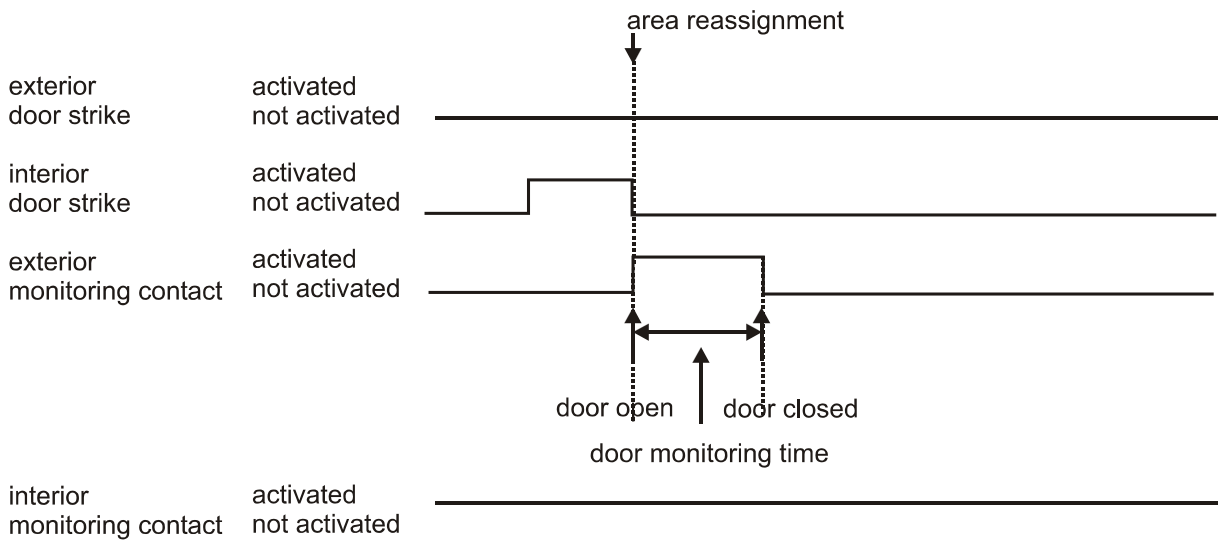 area reassignment
exterior activated
door strike not activated
interior activated
door strike not activated
exterior activated
monitoring contact not activated
door open door closed
door monitoring time
interior activated
monitoring contact not activated